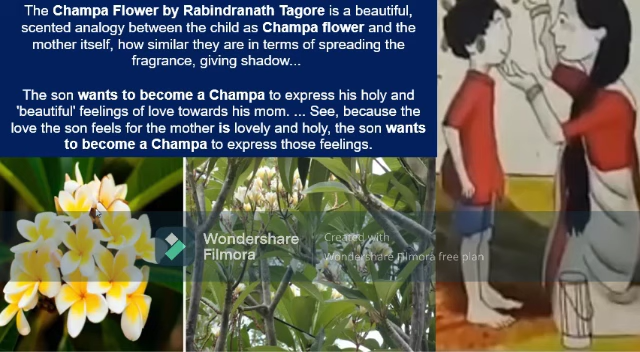 The Champa Flower by Rabindranath Tagore is a beautiful,
scented analogy between the child as Champa flower and the
mother itself, how similar they are in terms of spreading the
fragrance, giving shadow...
The son wants to become a Champa to express his holy and
'beautiful' feelings of love towards his mom. ... See, because the
love the son feels for the mother is lovely and holy, the son wants
to become a Champa to express those feelings.
Wondershare
Filmora
Created with
Wondershare Filmora free plan